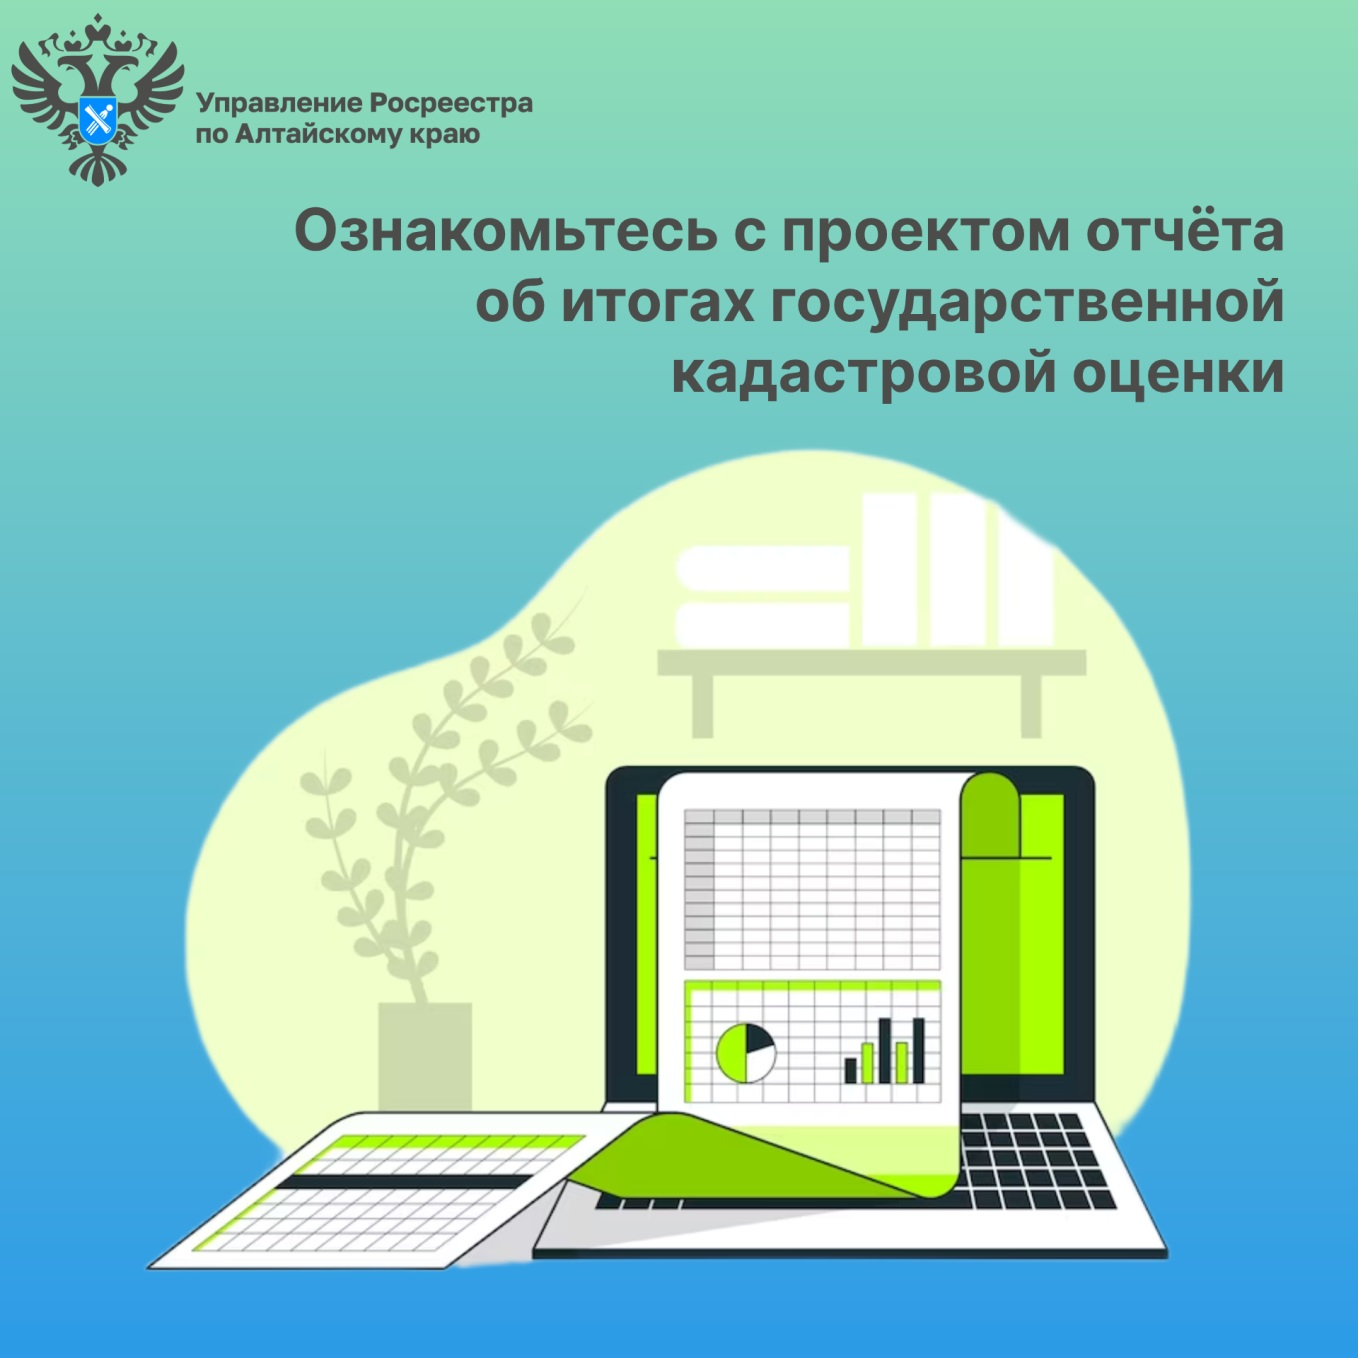 Управление Росреестра
по Алтайскому краю
Ознакомьтесь с проектом отчёта
об итогах государственной
кадастровой оценки